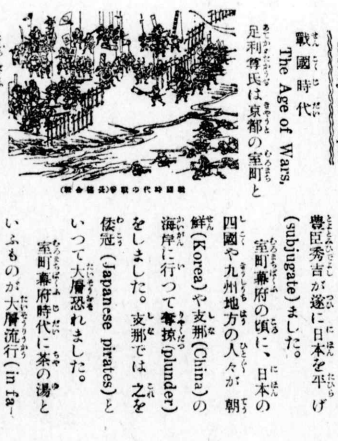 戰國時代
The Age of Wars.
足利尊氏は京都の室町と
戰國時代の戰爭(長篠合戰)
豊臣秀吉が遂に日本を平げ
(subjugate)ました。
室町幕府の頃に、日本の
四國や九州地方の人々が朝
鮮(Korea)や支那(China)の
海岸に行つて奪掠(plunder)
をしました。支那では之を
倭寇(Japanese pirates)と
いつて大層恐れました。
室町幕府時代に茶の湯と
いふものが大層流行(in fa-